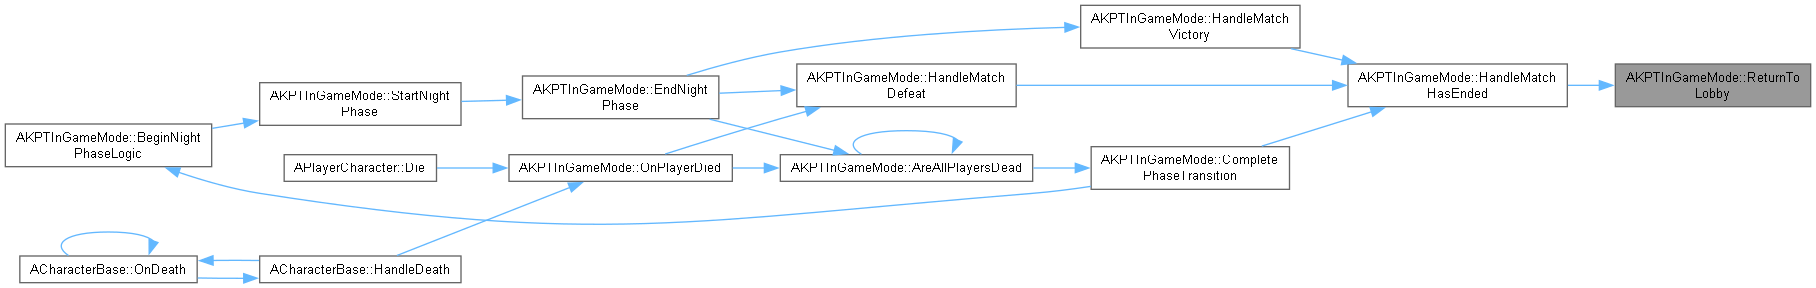 AKPTInGameMode::HandleMatch
Victory
AKPTInGameMode::StartNight
Phase
AKPTInGameMode::EndNight
Phase
AKPTInGameMode::HandleMatch
Defeat
AKPTInGameMode::HandleMatch
HasEnded
AKPTInGameMode::ReturnTo
Lobby
AKPTInGameMode::BeginNight
PhaseLogic
APlayerCharacter::Die
AKPTInGameMode::OnPlayerDied
AKPTInGameMode::AreAllPlayersDead
AKPTInGameMode::Complete
PhaseTransition
ACharacterBase::OnDeath
ACharacterBase::HandleDeath